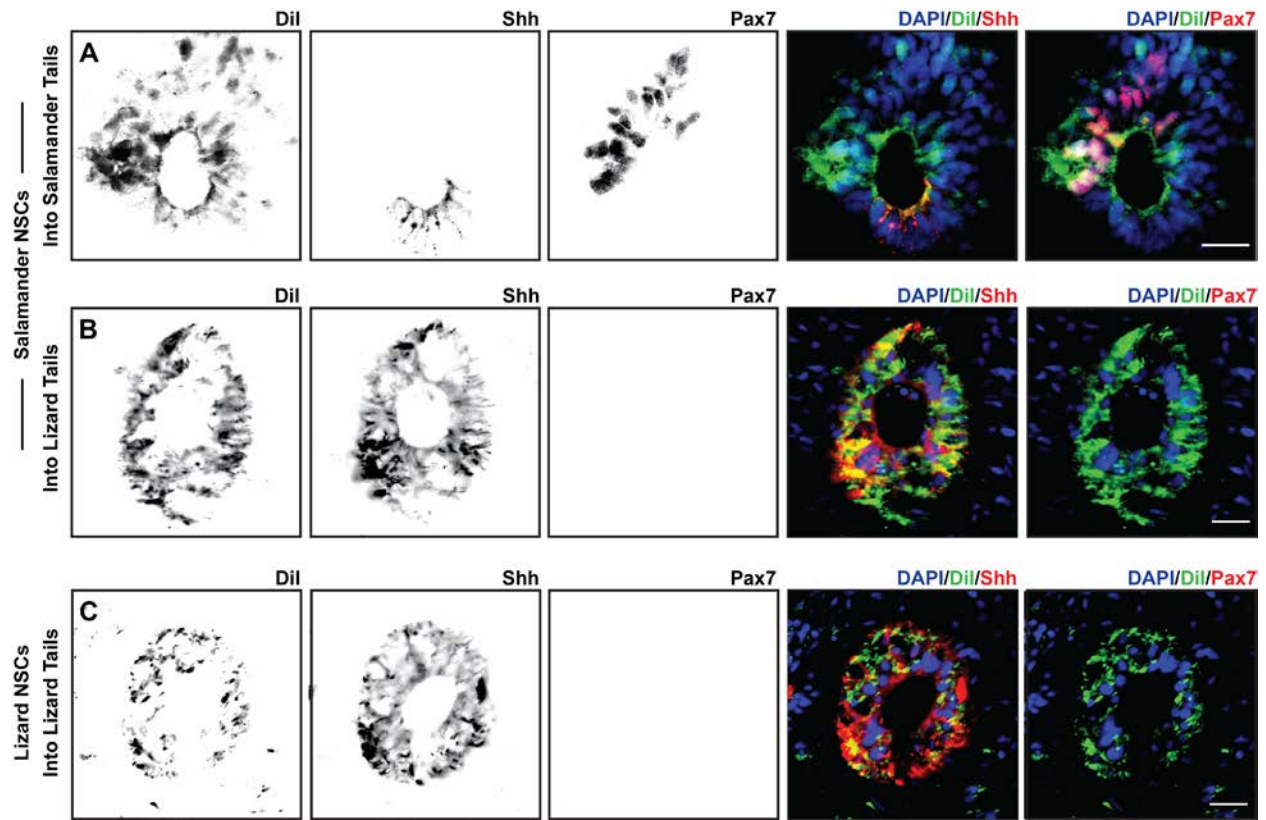 DiI Shh Pax7 DAPI/DiI/Shh DAPI/DiI/Pax7
A
Salamander NSCs
Into Salamander Tails
DiI Shh Pax7 DAPI/DiI/Shh DAPI/DiI/Pax7
B
Into Lizard Tails
DiI Shh Pax7 DAPI/DiI/Shh DAPI/DiI/Pax7
C
Lizard NSCs
Into Lizard Tails